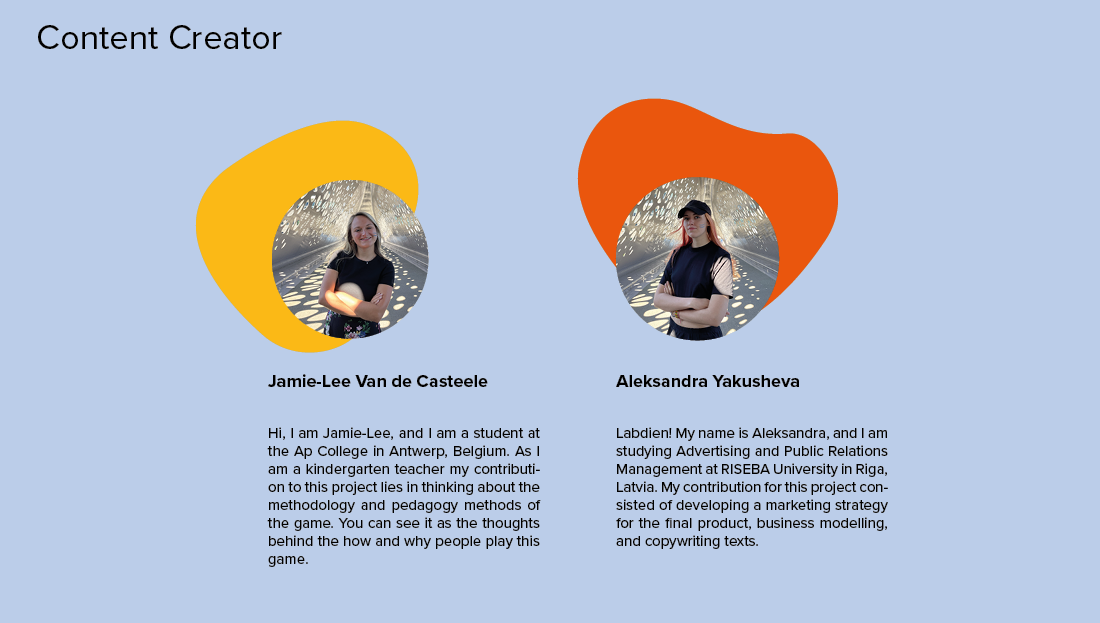 Content Creator
Jamie-Lee Van de Casteele
Hi, I am Jamie-Lee, and I am a student at
the Ap College in Antwerp, Belgium. As I
am a kindergarten teacher my contributi-
on to this project lies in thinking about the
methodology and pedagogy methods of
the game. You can see it as the thoughts
behind the how and why people play this
game.
Aleksandra Yakusheva
Labdien! My name is Aleksandra, and I am
studying Advertising and Public Relations
Management at RISEBA University in Riga,
Latvia. My contribution for this project con-
sisted of developing a marketing strategy
for the final product, business modelling,
and copywriting texts.